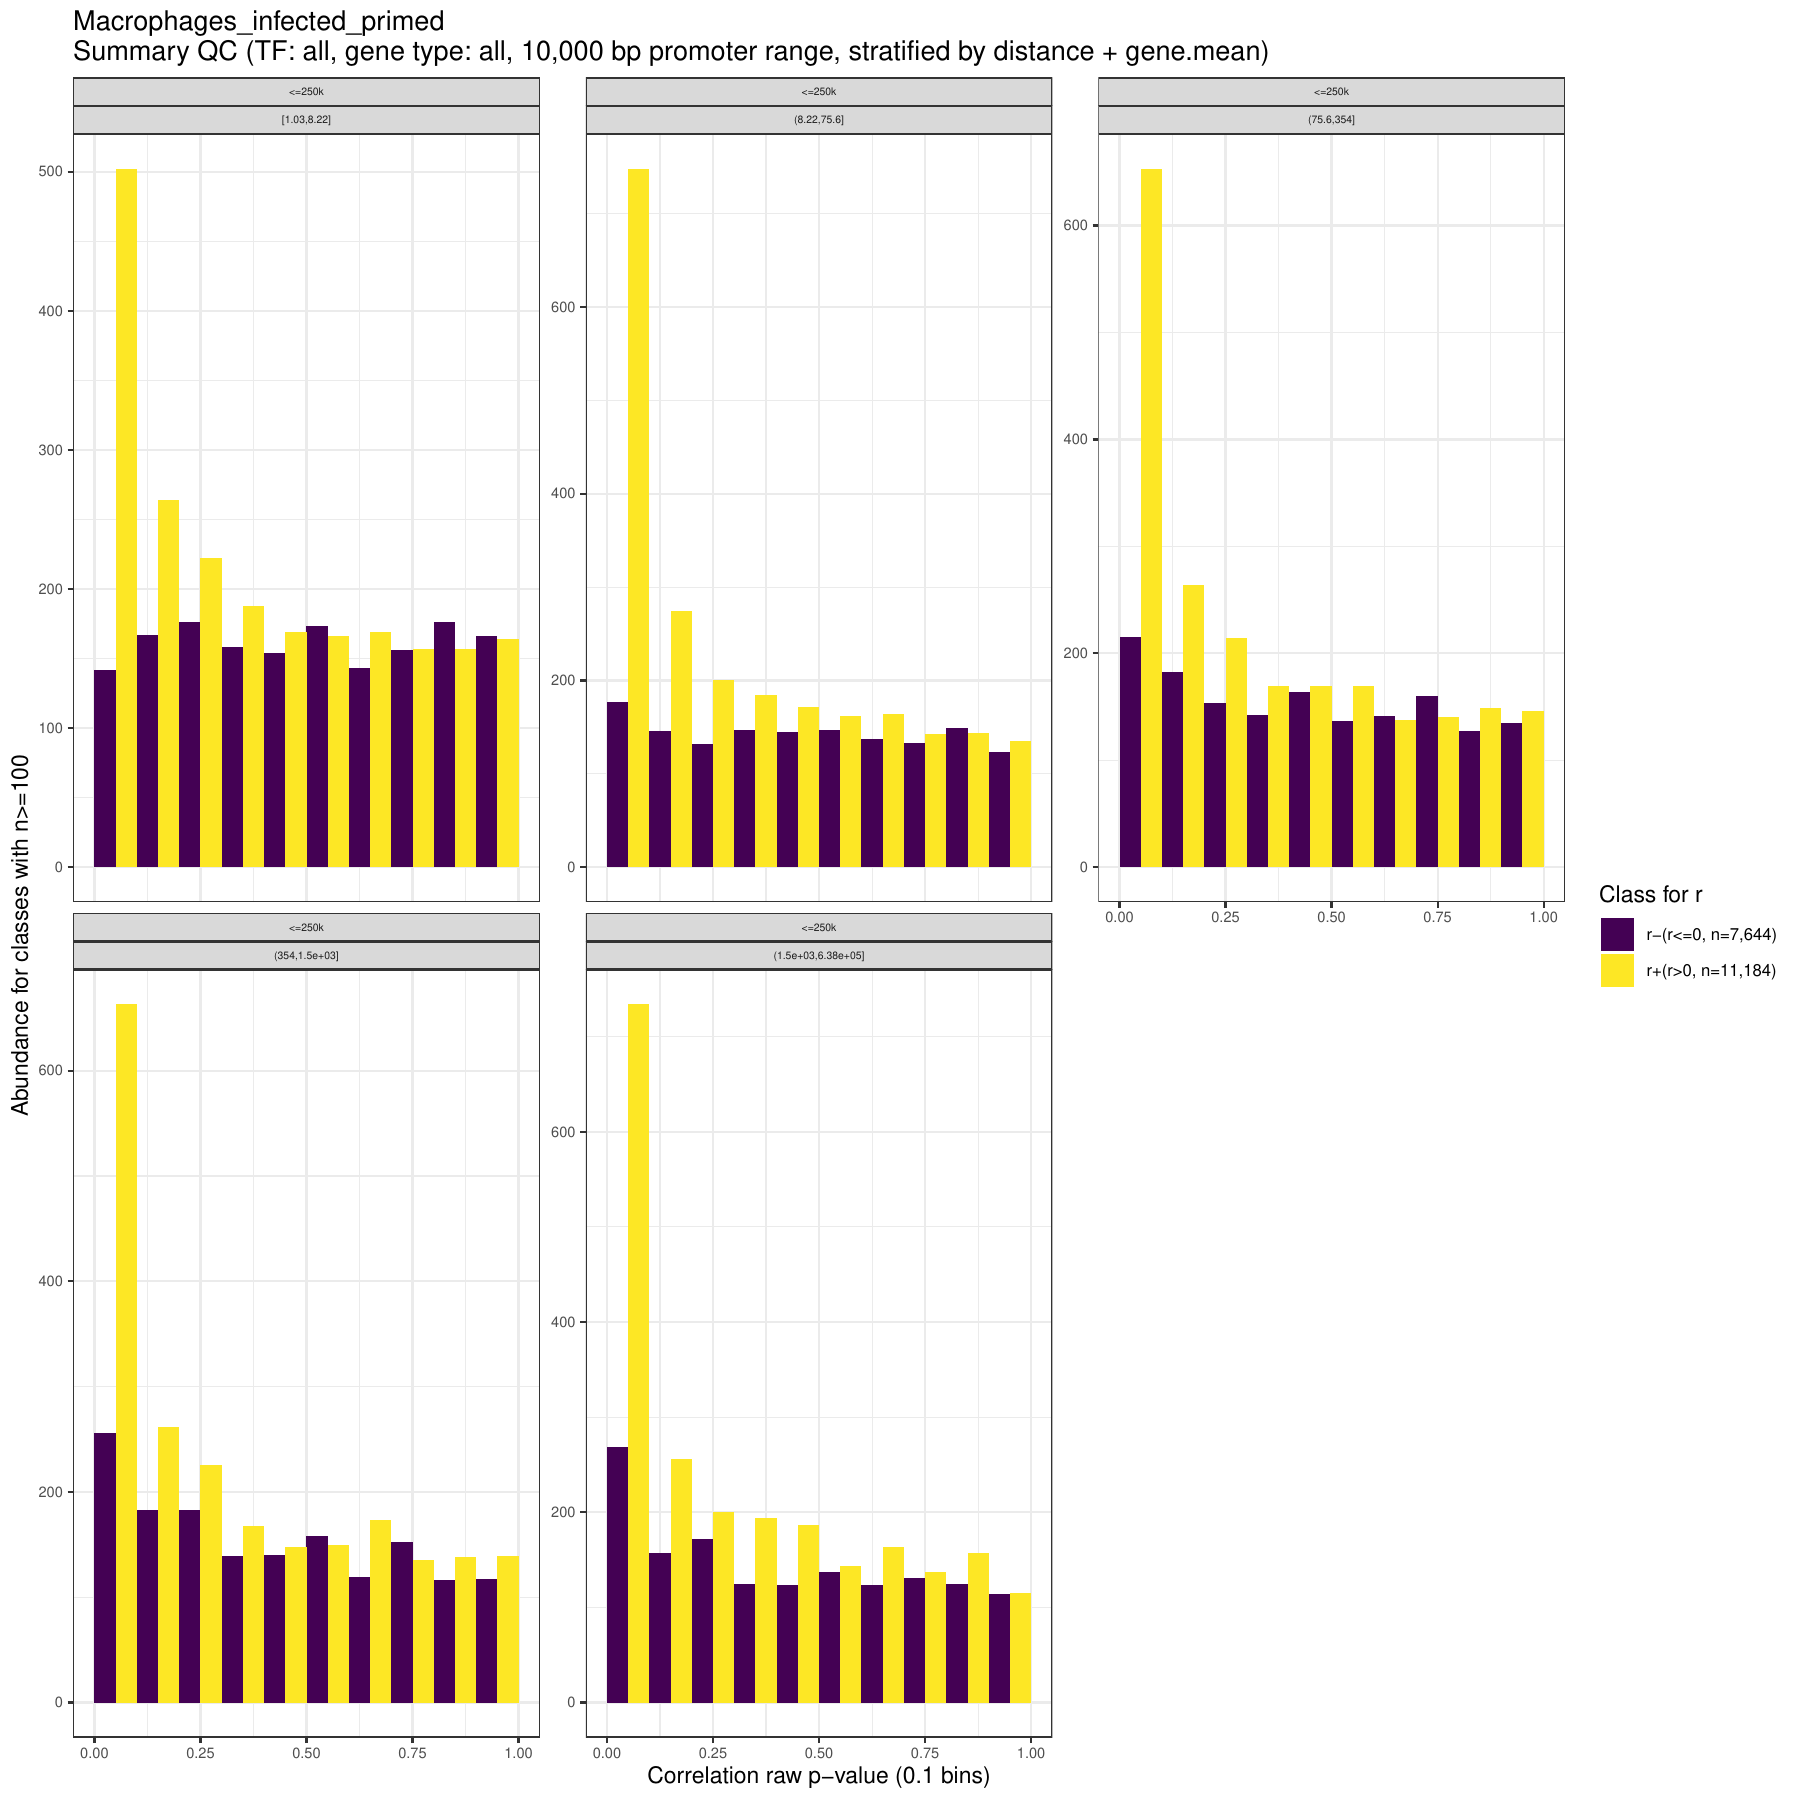 Macrophages_infected_primed
Summary QC (TF: all, gene type: all, 10,000 bp promoter range, stratified by distance + gene.mean)
<=250k
[1.03,8.22]
<=250k
(8.22,75.6]
<=250k
(75.6,354]
500
400
300
200
100
0
600
400
200
0
600
400
200
0
0.00 0.25 0.50 0.75 1.00
Abundance for classes with n>=100
<=250k
(354,1.5e+03]
<=250k
(1.5e+03,6.38e+05]
600
400
200
0
600
400
200
0
0.00 0.25 0.50 0.75 1.00
0.00 0.25 0.50 0.75 1.00
Correlation raw p−value (0.1 bins)
Class for r
r−(r<=0, n=7,644)
r+(r>0, n=11,184)